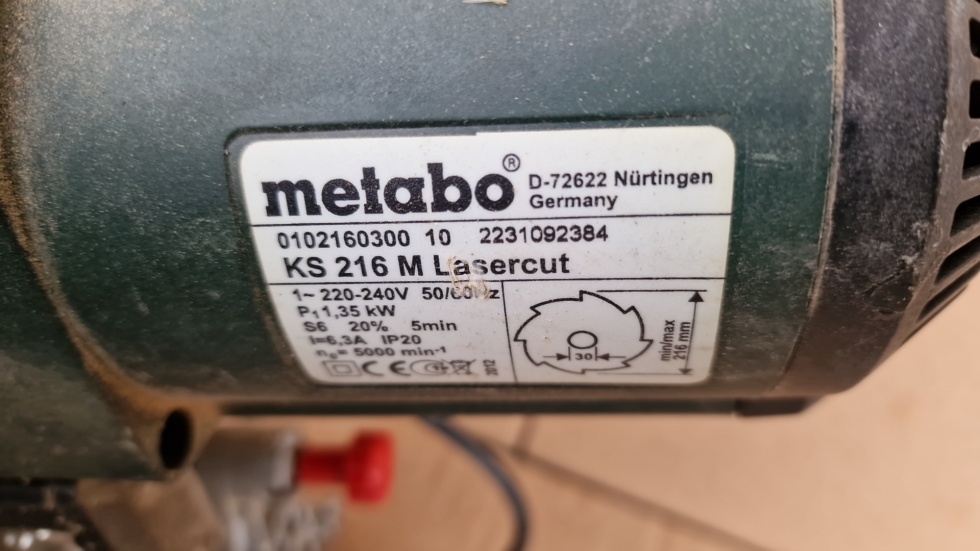 metabo®
D-72622 Nürtingen
Germany
0102160300 10 2231092384
KS 216 M Lasercut
1~ 220-240V 50/60Hz
P₁ 1,35 kW
S6 20% 5min
I=6,3A IP20
n₀= 5000 min⁻¹
CE 2012
30
min/max
216 mm